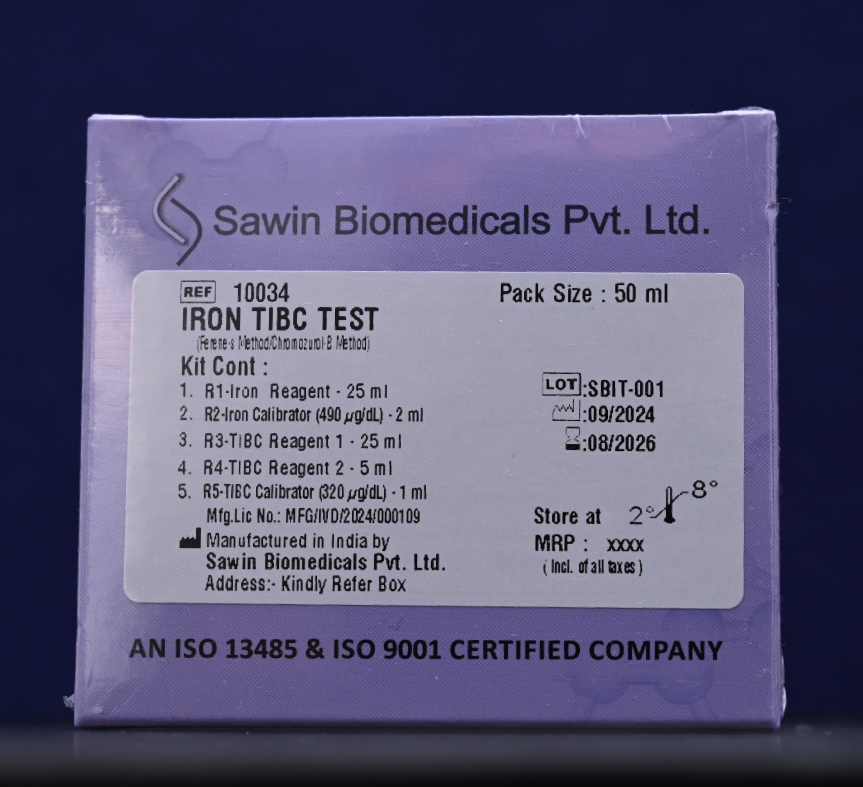 Sawin Biomedicals Pvt. Ltd.
REF 10034
Pack Size : 50 ml
IRON TIBC TEST
(Ferene-s Method/Chromozurol-B Method)
Kit Cont :
1. R1-Iron Reagent - 25 ml
2. R2-Iron Calibrator (490 µg/dL) - 2 ml
3. R3-TIBC Reagent 1 - 25 ml
4. R4-TIBC Reagent 2 - 5 ml
5. R5-TIBC Calibrator (320 µg/dL) - 1 ml
Mfg.Lic No.: MFG/IVD/2024/000109
Manufactured in India by
Sawin Biomedicals Pvt. Ltd.
Address:- Kindly Refer Box
LOT :SBIT-001
:09/2024
:08/2026
Store at 2° 8°
MRP : xxxx
( Incl. of all taxes )
AN ISO 13485 & ISO 9001 CERTIFIED COMPANY